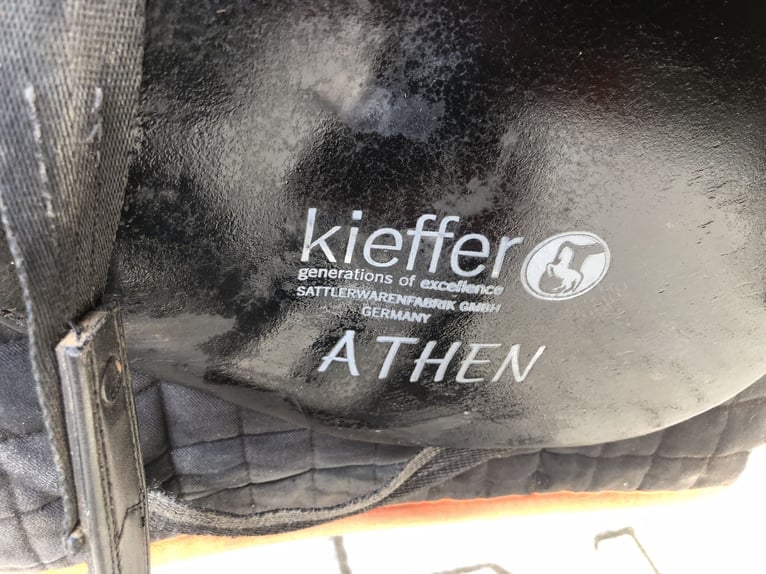 kieffer
generations of excellence
SATTLERWARENFABRIK GMBH
GERMANY
ATHEN